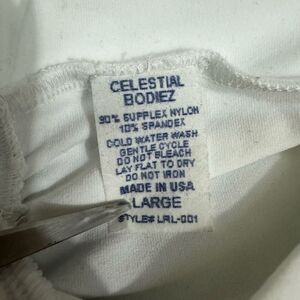 CELESTIAL
BODIEZ
90% SUPPLEX NYLON
10% SPANDEX
COLD WATER WASH
GENTLE CYCLE
DO NOT BLEACH
LAY FLAT TO DRY
DO NOT IRON
MADE IN USA
LARGE
STYLE# LRL-001